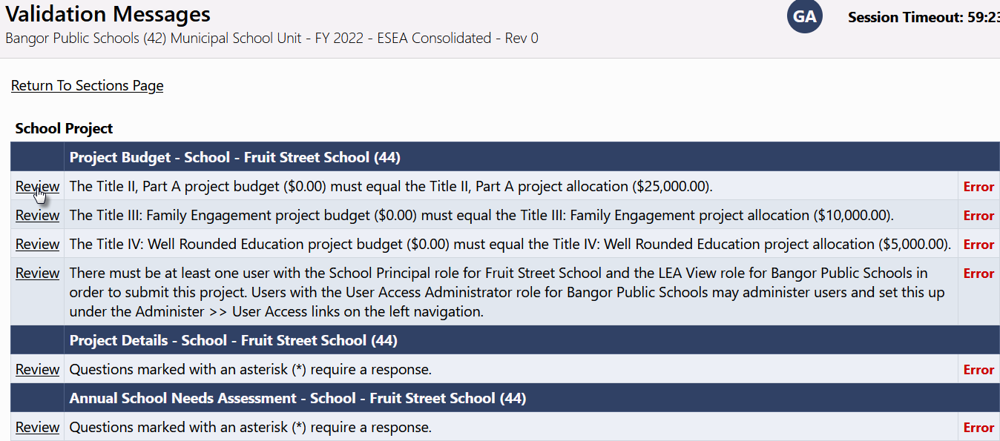 Validation Messages
GA
Session Timeout: 59:23
Bangor Public Schools (42) Municipal School Unit - FY 2022 - ESEA Consolidated - Rev 0
Return To Sections Page
School Project
Project Budget - School - Fruit Street School (44)
Review The Title II, Part A project budget ($0.00) must equal the Title II, Part A project allocation ($25,000.00). Error
Review The Title III: Family Engagement project budget ($0.00) must equal the Title III: Family Engagement project allocation ($10,000.00). Error
Review The Title IV: Well Rounded Education project budget ($0.00) must equal the Title IV: Well Rounded Education project allocation ($5,000.00). Error
Review There must be at least one user with the School Principal role for Fruit Street School and the LEA View role for Bangor Public Schools in Error
order to submit this project. Users with the User Access Administrator role for Bangor Public Schools may administer users and set this up
under the Administer >> User Access links on the left navigation.
Project Details - School - Fruit Street School (44)
Review Questions marked with an asterisk (*) require a response. Error
Annual School Needs Assessment - School - Fruit Street School (44)
Review Questions marked with an asterisk (*) require a response. Error